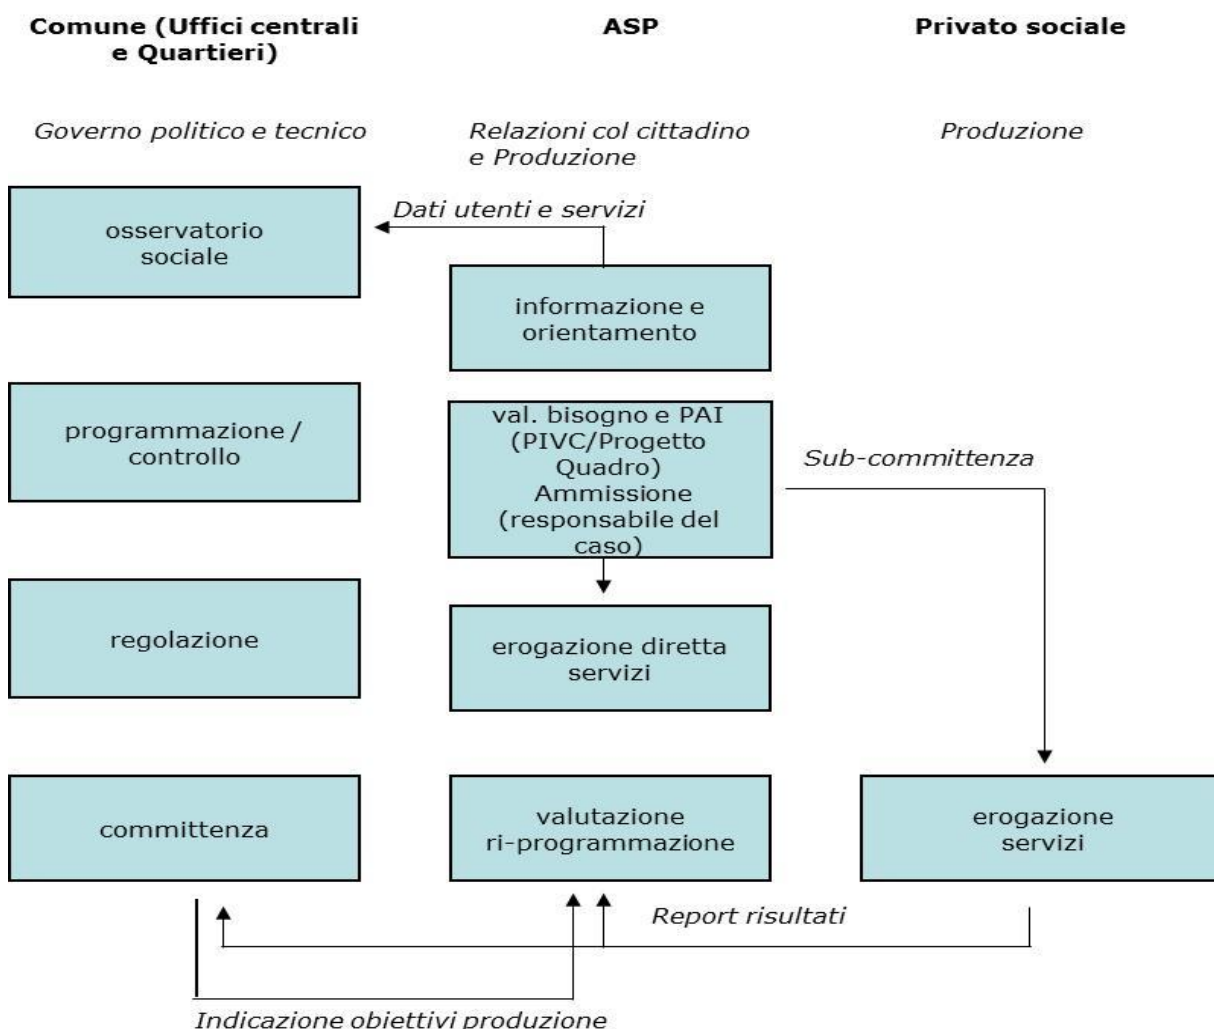 Comune (Uffici centrali
e Quartieri)
ASP
Privato sociale
Governo politico e tecnico
Relazioni col cittadino
e Produzione
Produzione
osservatorio
sociale
Dati utenti e servizi
informazione e
orientamento
programmazione /
controllo
val. bisogno e PAI
(PIVC/Progetto
Quadro)
Ammissione
(responsabile del
caso)
Sub-committenza
regolazione
erogazione diretta
servizi
committenza
valutazione
ri-programmazione
erogazione
servizi
Report risultati
Indicazione obiettivi produzione